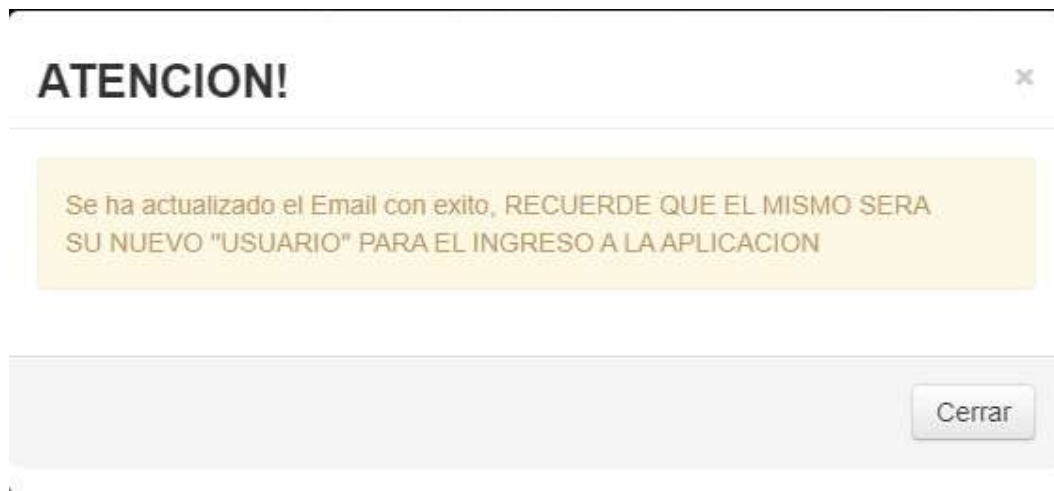 ATENCION!
×
Se ha actualizado el Email con exito, RECUERDE QUE EL MISMO SERA
SU NUEVO "USUARIO" PARA EL INGRESO A LA APLICACION
Cerrar